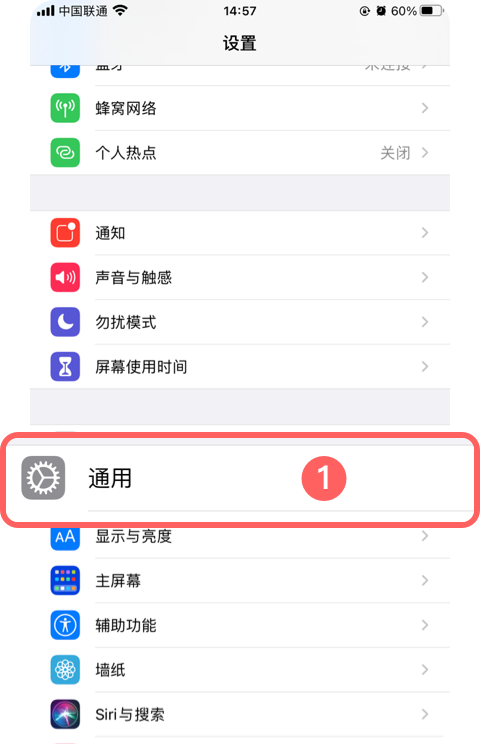 中国联通
14:57
60%
设置
蓝牙 未连接
蜂窝网络
个人热点 关闭
通知
声音与触感
勿扰模式
屏幕使用时间
通用 1
AA 显示与亮度
主屏幕
辅助功能
墙纸
Siri与搜索